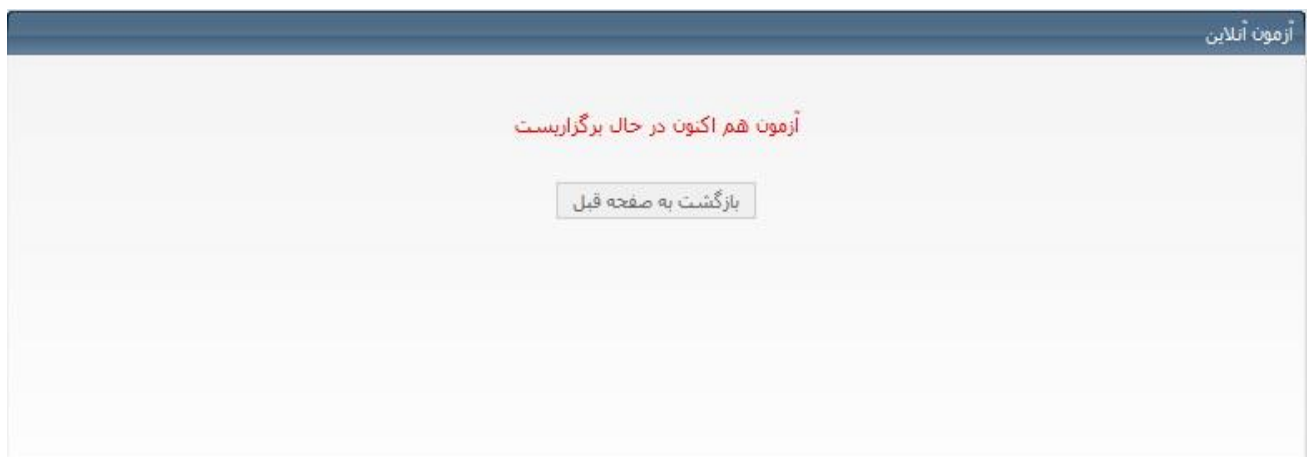 آزمون آنلاین
آزمون هم اکنون در حال برگزاریست
بازگشت به صفحه قبل